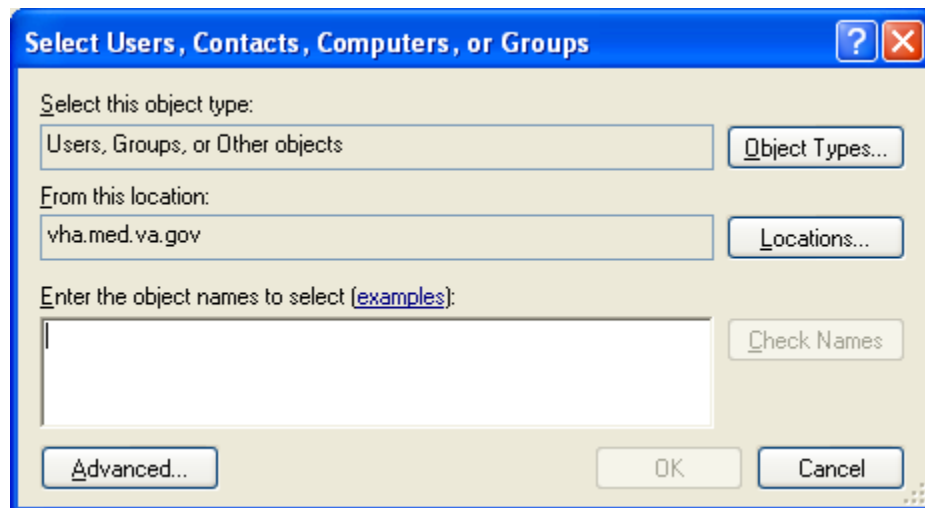 Select Users, Contacts, Computers, or Groups
Select this object type:
Users, Groups, or Other objects
Object Types...
From this location:
vha.med.va.gov
Locations...
Enter the object names to select (examples):
Check Names
Advanced...
OK
Cancel